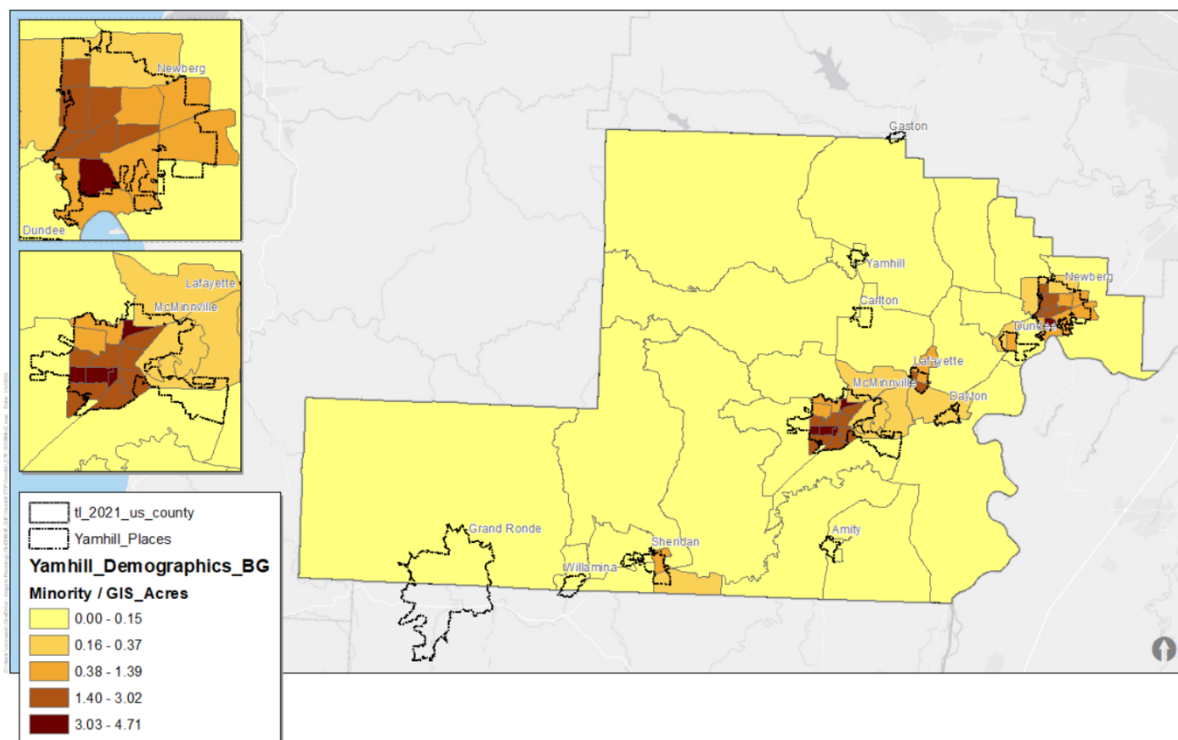 Newberg
Dundee
Lafayette
McMinnville
Gaston
Yamhill
Carlton
Newberg
Dundee
Lafayette
McMinnville
Dayton
Grand Ronde
Sheridan
Willamina
Amity
tl_2021_us_county
Yamhill_Places
Yamhill_Demographics_BG
Minority / GIS_Acres
0.00 - 0.15
0.16 - 0.37
0.38 - 1.39
1.40 - 3.02
3.03 - 4.71